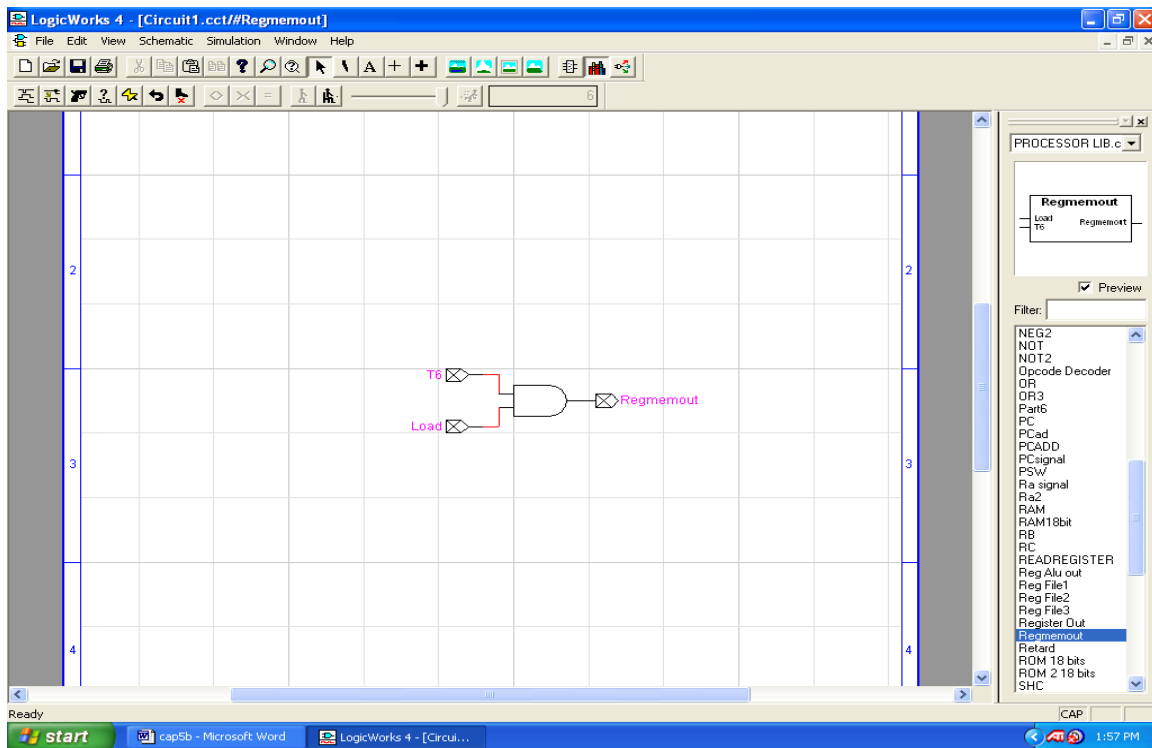 LogicWorks 4 - [Circuit1.cct/#Regmemout]
File Edit View Schematic Simulation Window Help
A
6
2
2
T6
Regmemout
Load
3
3
4
4
PROCESSOR LIB.c
Regmemout
Load
T6
Regmemout
Preview
Filter:
NEG2
NOT
NOT2
Opcode Decoder
OR
OR3
Part6
PC
PCad
PCADD
PCsignal
PSW
Ra signal
Ra2
RAM
RAM18bit
RB
RC
READREGISTER
Reg Alu out
Reg File1
Reg File2
Reg File3
Register Out
Regmemout
Retard
ROM 18 bits
ROM 2 18 bits
SHC
Ready
CAP
start
cap5b - Microsoft Word
LogicWorks 4 - [Circui...
ATI
1:57 PM